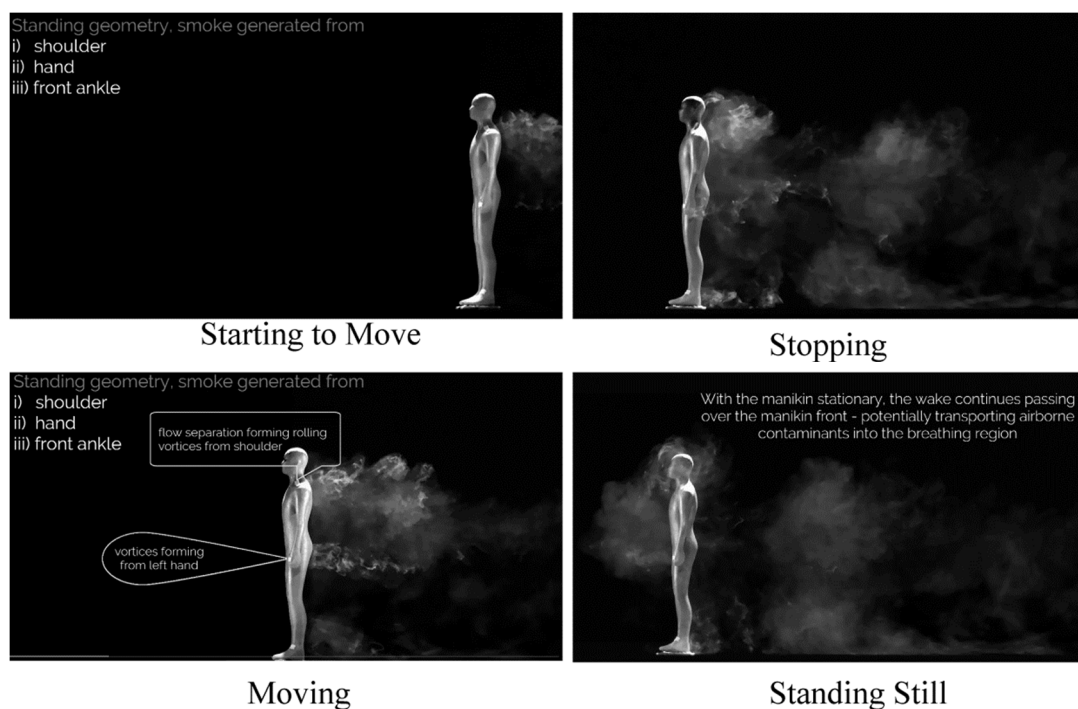 Standing geometry, smoke generated from
i) shoulder
ii) hand
iii) front ankle
Starting to Move
Stopping
Standing geometry, smoke generated from
i) shoulder
ii) hand
iii) front ankle
flow separation forming rolling
vortices from shoulder
vortices forming
from left hand
Moving
With the manikin stationary, the wake continues passing
over the manikin front - potentially transporting airborne
contaminants into the breathing region
Standing Still